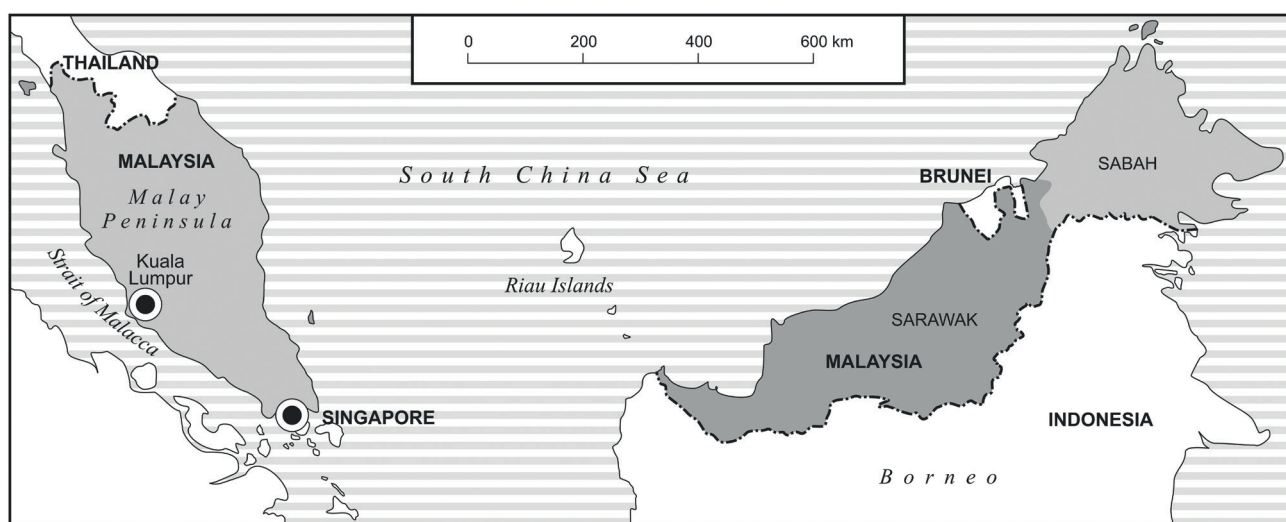 0 200 400 600 km
THAILAND
MALAYSIA
Malay
Peninsula
South China Sea
BRUNEI
SABAH
Kuala
Lumpur
Strait of Malacca
Riau Islands
SARAWAK
MALAYSIA
SINGAPORE
INDONESIA
Borneo